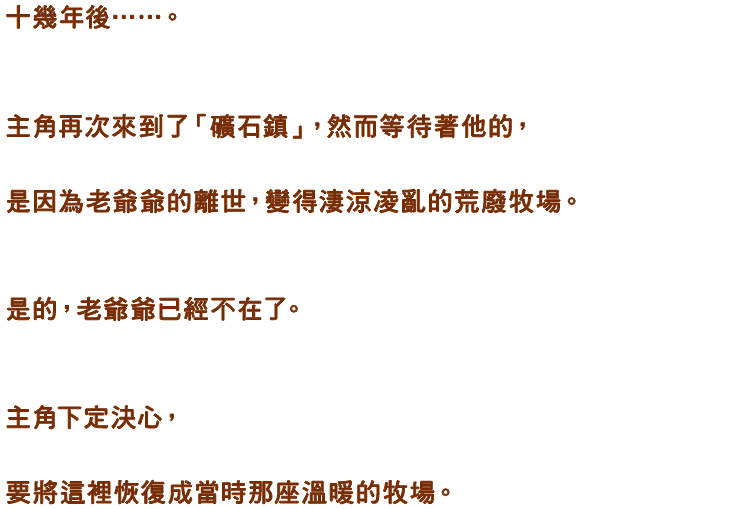 十幾年後……。
主角再次來到了「礦石鎮」，然而等待著他的，
是因為老爺爺的離世，變得淒涼凌亂的荒廢牧場。
是的，老爺爺已經不在了。
主角下定決心，
要將這裡恢復成當時那座溫暖的牧場。